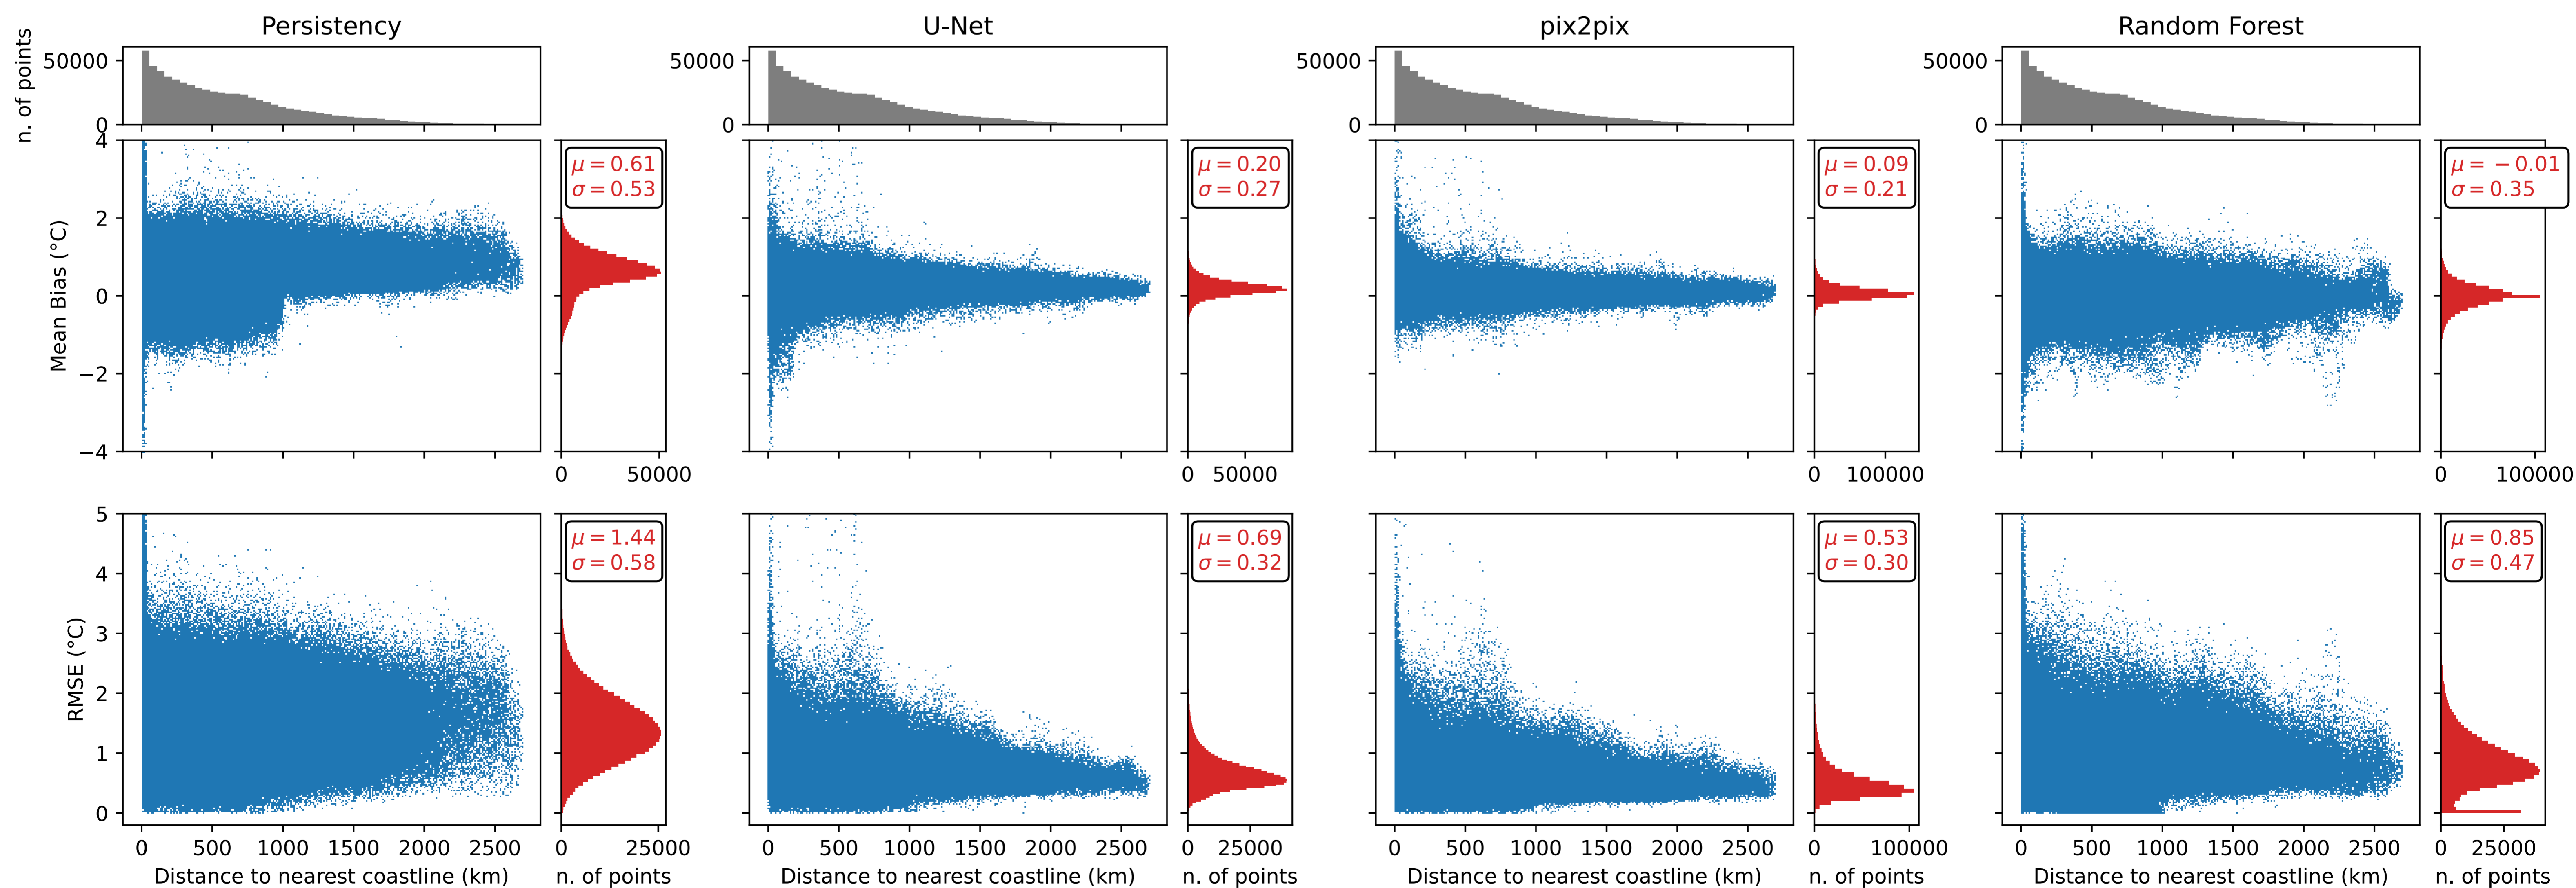 Persistency
U-Net
pix2pix
Random Forest
n. of points
50000
0
50000
0
50000
0
50000
0
Mean Bias (°C)
4
2
0
−2
−4
μ = 0.61
σ = 0.53
0 50000
μ = 0.20
σ = 0.27
0 50000
μ = 0.09
σ = 0.21
0 100000
μ = −0.01
σ = 0.35
0 100000
RMSE (°C)
5
4
3
2
1
0
μ = 1.44
σ = 0.58
μ = 0.69
σ = 0.32
μ = 0.53
σ = 0.30
μ = 0.85
σ = 0.47
0 500 1000 1500 2000 2500
0 25000
0 500 1000 1500 2000 2500
0 25000
0 500 1000 1500 2000 2500
0 100000
0 500 1000 1500 2000 2500
0 25000
Distance to nearest coastline (km)
n. of points
Distance to nearest coastline (km)
n. of points
Distance to nearest coastline (km)
n. of points
Distance to nearest coastline (km)
n. of points